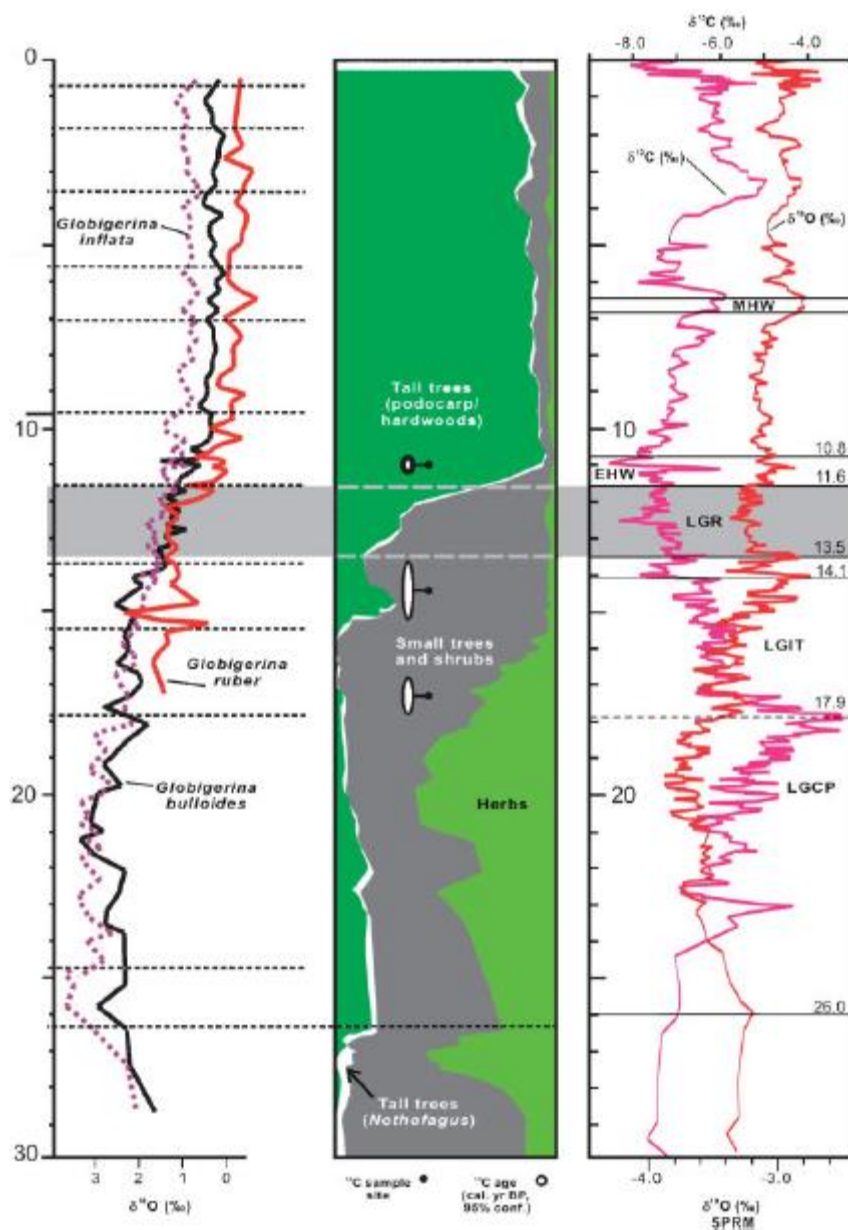 δ¹³C (‰)
-8.0 -6.0 -4.0
0
10
20
30
Globigerina
inflata
Globigerina
ruber
Globigerina
bulloides
3 2 1 0
δ¹⁸O (‰)
Tall trees
(podocarp/
hardwoods)
Small trees
and shrubs
Herbs
Tall trees
(Nothofagus)
¹⁴C sample
site
¹⁴C age
(cal. yr BP,
95% conf.)
δ¹³C (‰)
δ¹⁸O (‰)
MHW
10
10.8
EHW
11.6
LGR
13.5
14.1
LGIT
17.9
20
LGCP
26.0
-4.0 -3.0
δ¹⁸O (‰)
SPRM